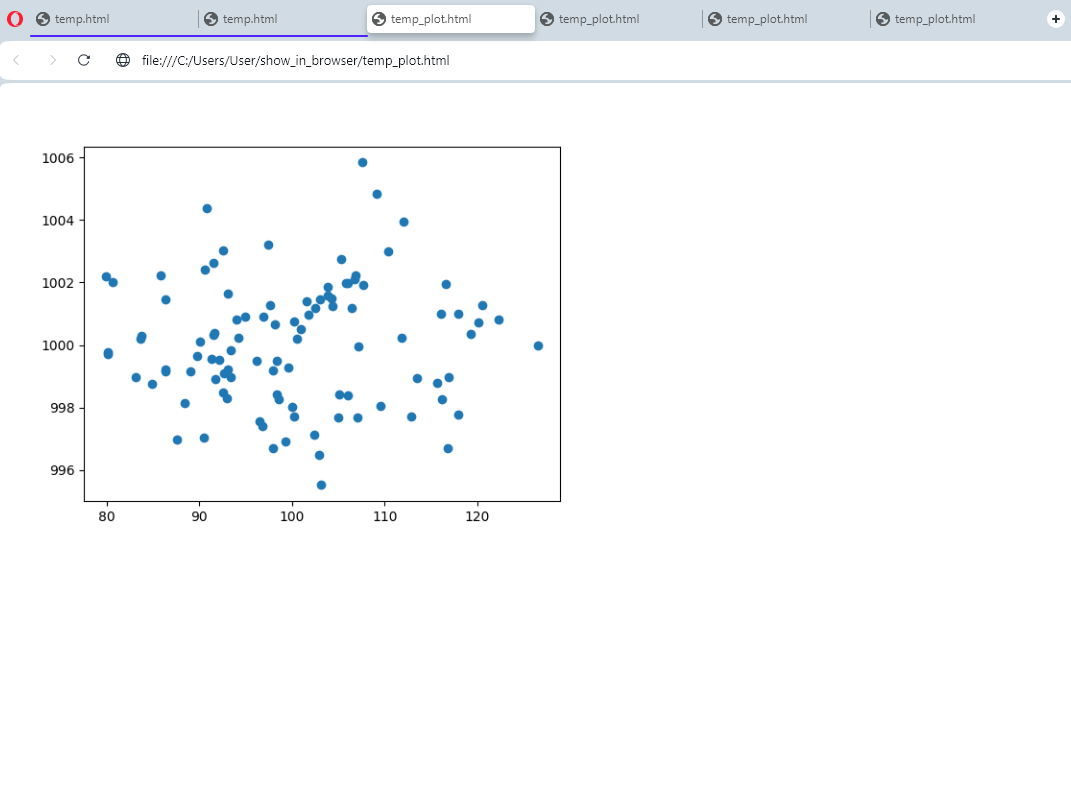 temp.html temp.html temp_plot.html temp_plot.html temp_plot.html temp_plot.html
file:///C:/Users/User/show_in_browser/temp_plot.html
1006
1004
1002
1000
998
996
80 90 100 110 120